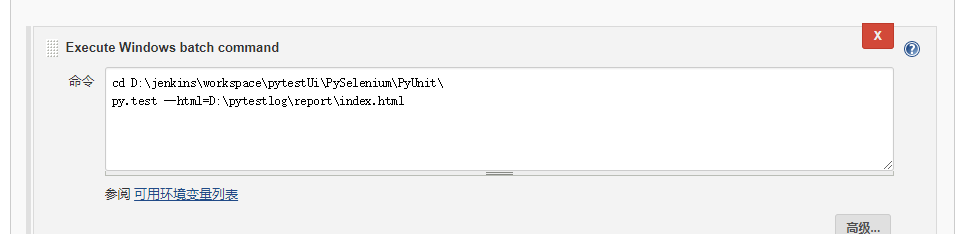 Execute Windows batch command
X
?
命令
cd D:\jenkins\workspace\pytestUi\PySelenium\PyUnit\
py.test --html=D:\pytestlog\report\index.html
参阅 可用环境变量列表
高级...